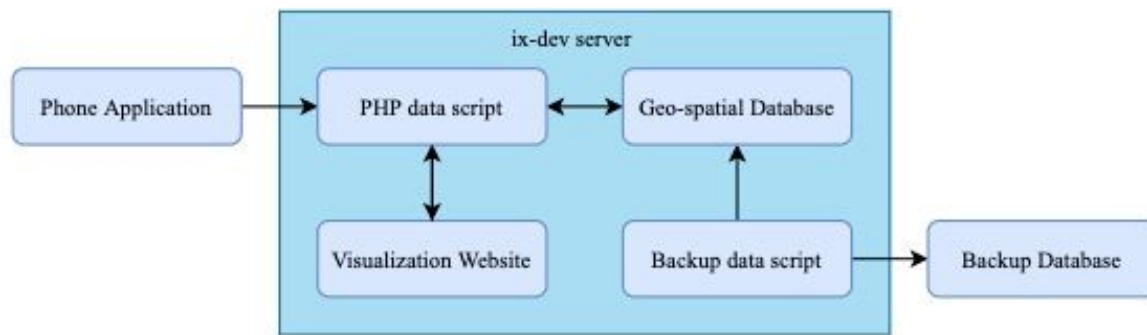 ix-dev server
Phone Application
PHP data script
Geo-spatial Database
Visualization Website
Backup data script
Backup Database